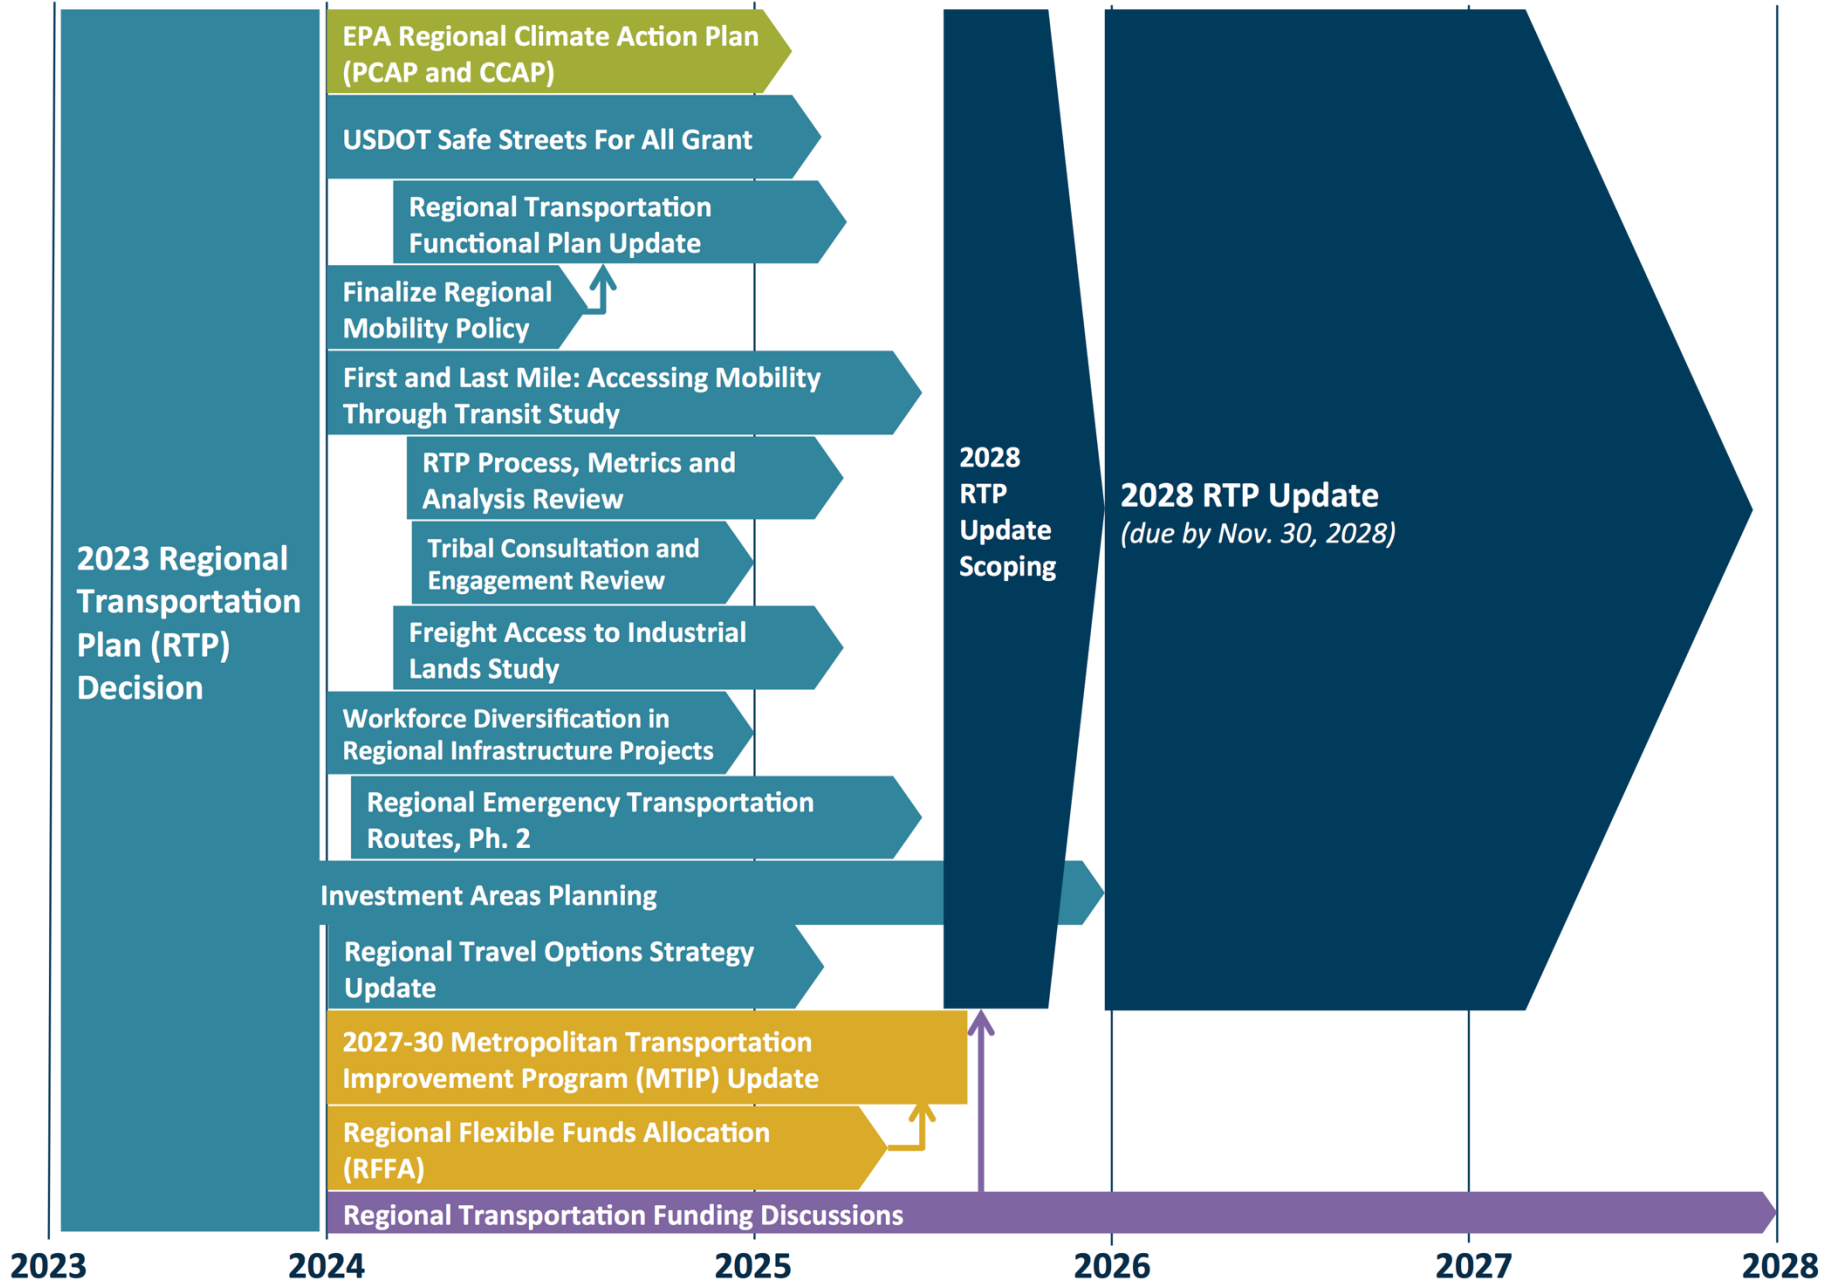 2023 Regional
Transportation
Plan (RTP)
Decision
EPA Regional Climate Action Plan
(PCAP and CCAP)
USDOT Safe Streets For All Grant
Regional Transportation
Functional Plan Update
Finalize Regional
Mobility Policy
First and Last Mile: Accessing Mobility
Through Transit Study
RTP Process, Metrics and
Analysis Review
Tribal Consultation and
Engagement Review
Freight Access to Industrial
Lands Study
Workforce Diversification in
Regional Infrastructure Projects
Regional Emergency Transportation
Routes, Ph. 2
Investment Areas Planning
Regional Travel Options Strategy
Update
2027-30 Metropolitan Transportation
Improvement Program (MTIP) Update
Regional Flexible Funds Allocation
(RFFA)
Regional Transportation Funding Discussions
2028
RTP
Update
Scoping
2028 RTP Update
(due by Nov. 30, 2028)
2023
2024
2025
2026
2027
2028